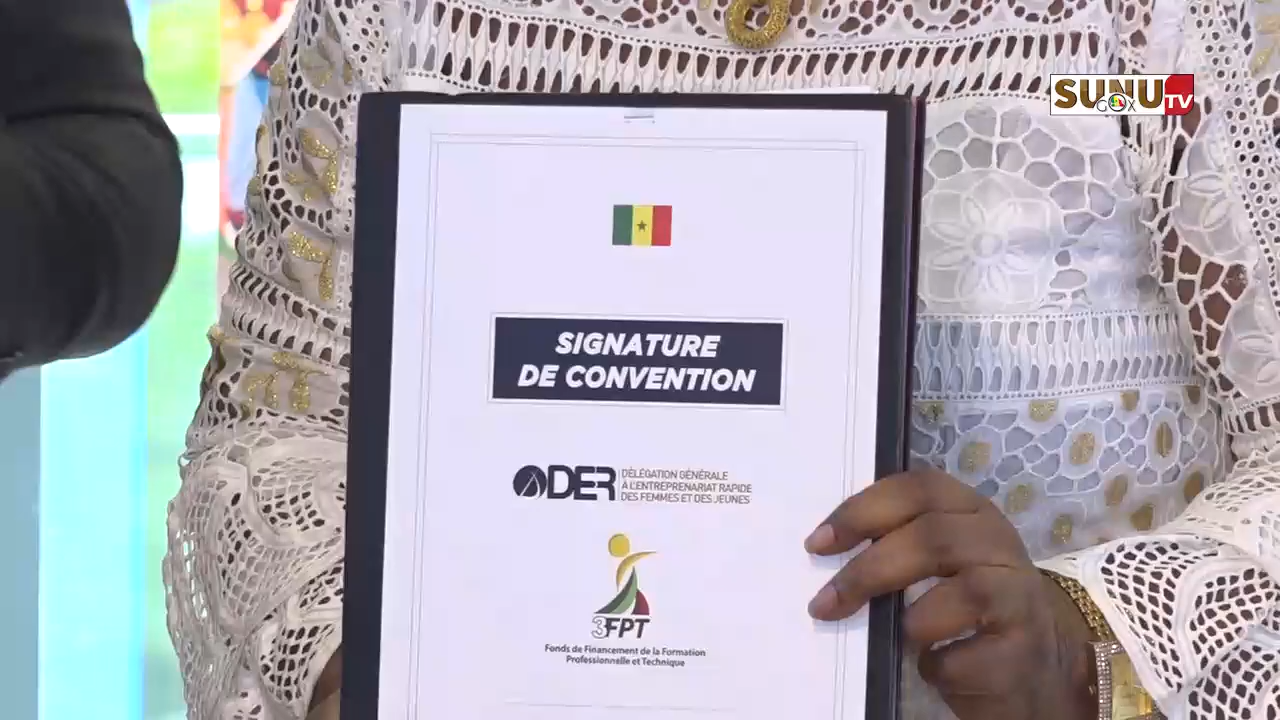 SUNU
GOX
TV
SIGNATURE
DE CONVENTION
DER
DÉLÉGATION GÉNÉRALE
À L'ENTREPRENARIAT RAPIDE
DES FEMMES ET DES JEUNES
3FPT
Fonds de Financement de la Formation
Professionnelle et Technique